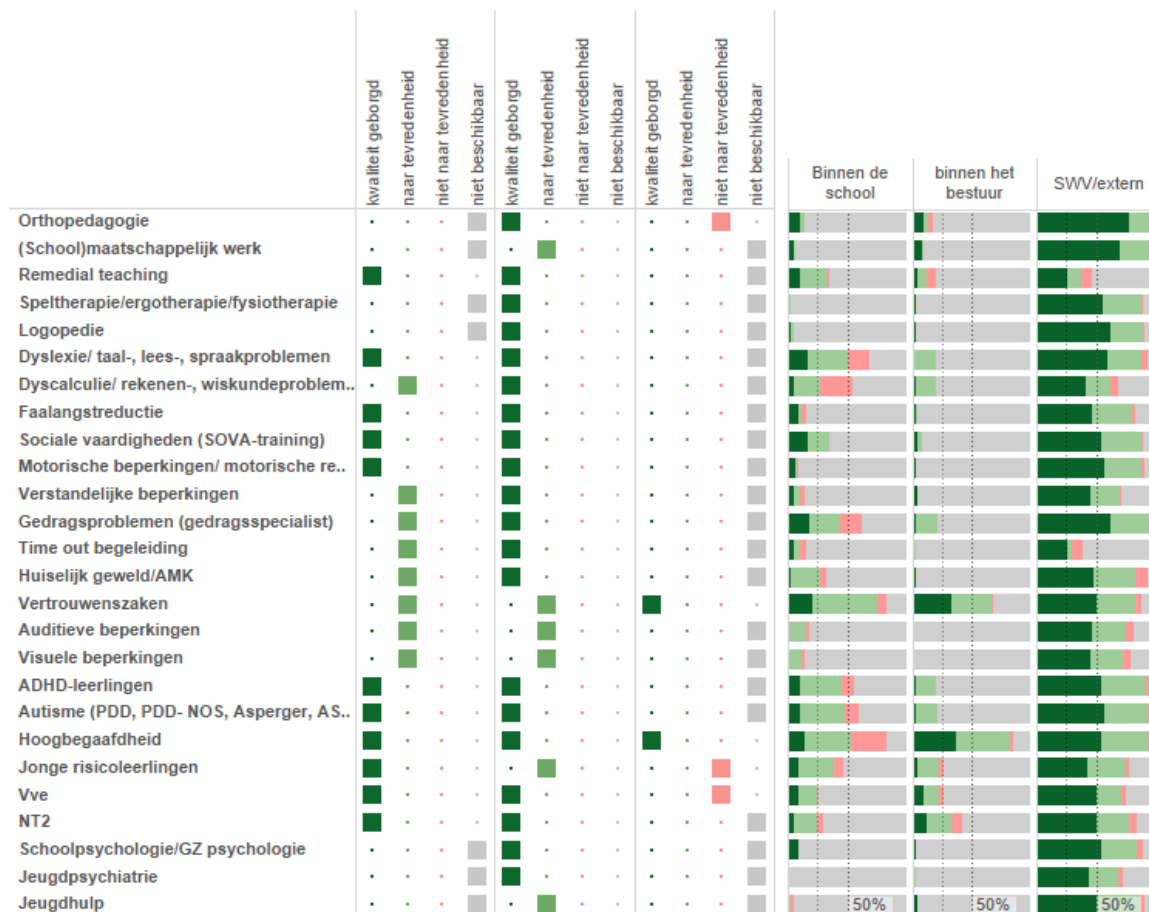 kwaliteit geborgd
naar tevredenheid
niet naar tevredenheid
niet beschikbaar
kwaliteit geborgd
naar tevredenheid
niet naar tevredenheid
niet beschikbaar
kwaliteit geborgd
naar tevredenheid
niet naar tevredenheid
niet beschikbaar
Binnen de
school
binnen het
bestuur
SWV/extern
Orthopedagogie
(School)maatschappelijk werk
Remedial teaching
Speltherapie/ergotherapie/fysiotherapie
Logopedie
Dyslexie/ taal-, lees-, spraakproblemen
Dyscalculie/ rekenen-, wiskundeproblem..
Faalangstreductie
Sociale vaardigheden (SOVA-training)
Motorische beperkingen/ motorische re..
Verstandelijke beperkingen
Gedragsproblemen (gedragsspecialist)
Time out begeleiding
Huiselijk geweld/AMK
Vertrouwenszaken
Auditieve beperkingen
Visuele beperkingen
ADHD-leerlingen
Autisme (PDD, PDD- NOS, Asperger, AS..
Hoogbegaafdheid
Jonge risicoleerlingen
Vve
NT2
Schoolpsychologie/GZ psychologie
Jeugdpsychiatrie
Jeugdhulp
50%
50%
50%